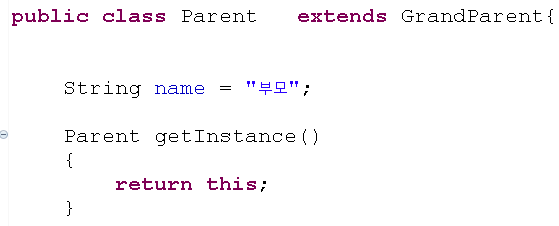 public class Parent   extends GrandParent{
String name = "부모";
Parent getInstance()
{
return this;
}